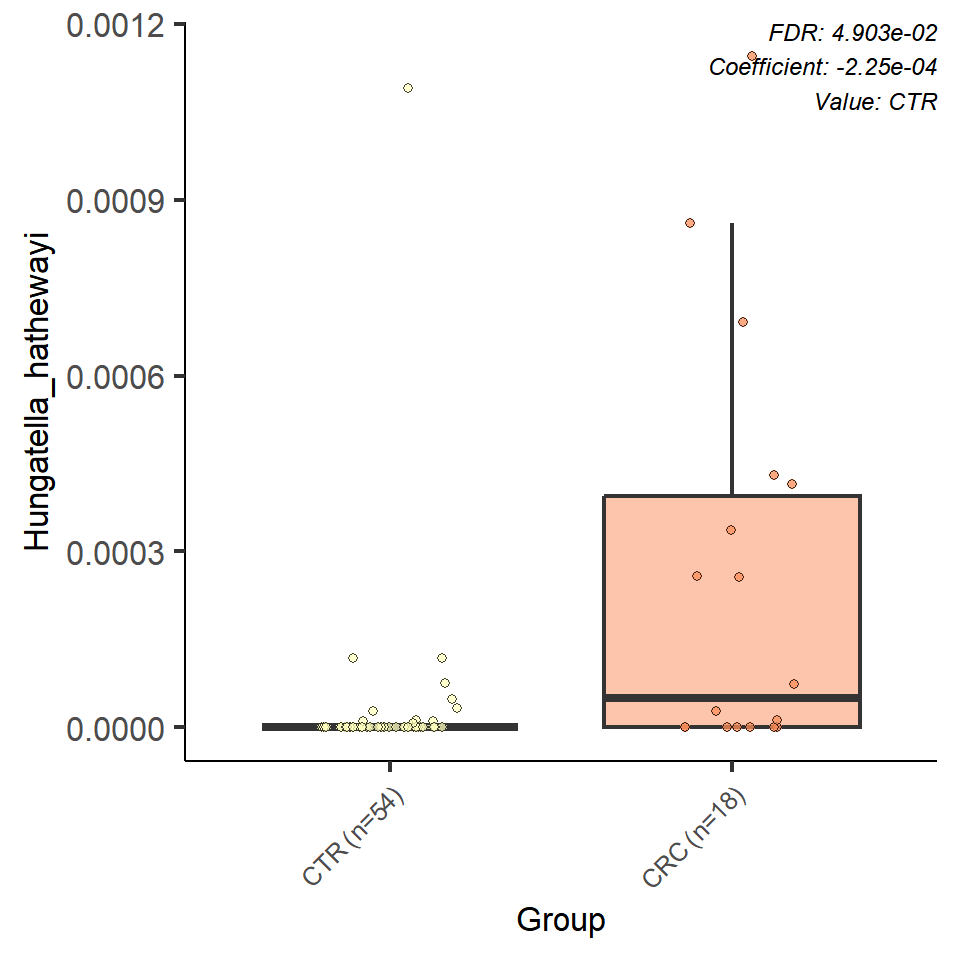 FDR: 4.903e-02
Coefficient: -2.25e-04
Value: CTR
0.0012
0.0009
0.0006
0.0003
0.0000
Hungatella_hathewayi
CTR (n=54)
CRC (n=18)
Group